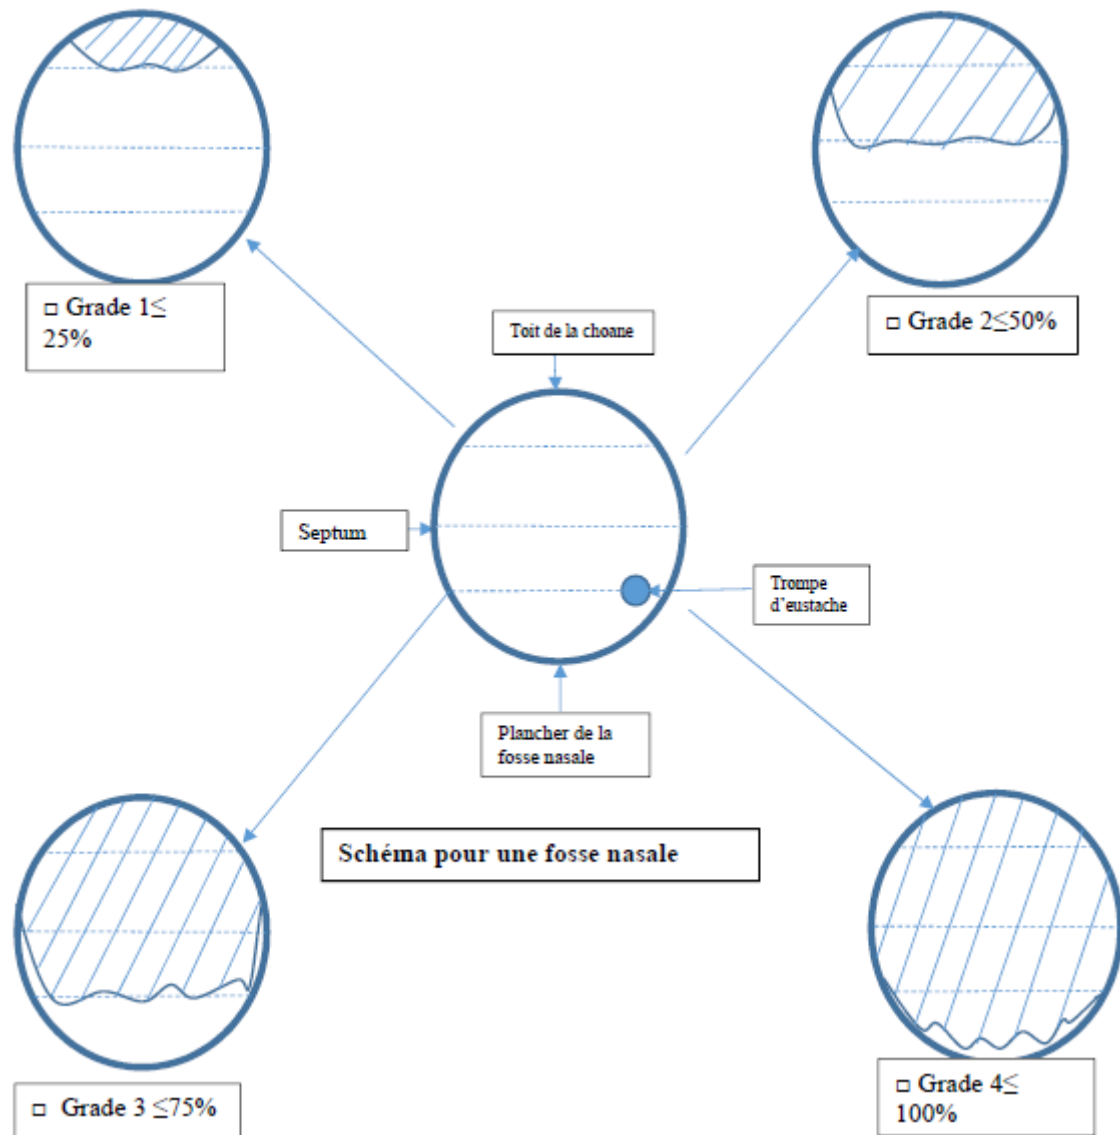 □ Grade 1≤
25%
□ Grade 2≤50%
Toit de la choane
Septum
Trompe
d'eustache
Plancher de la
fosse nasale
Schéma pour une fosse nasale
□ Grade 3 ≤75%
□ Grade 4≤
100%